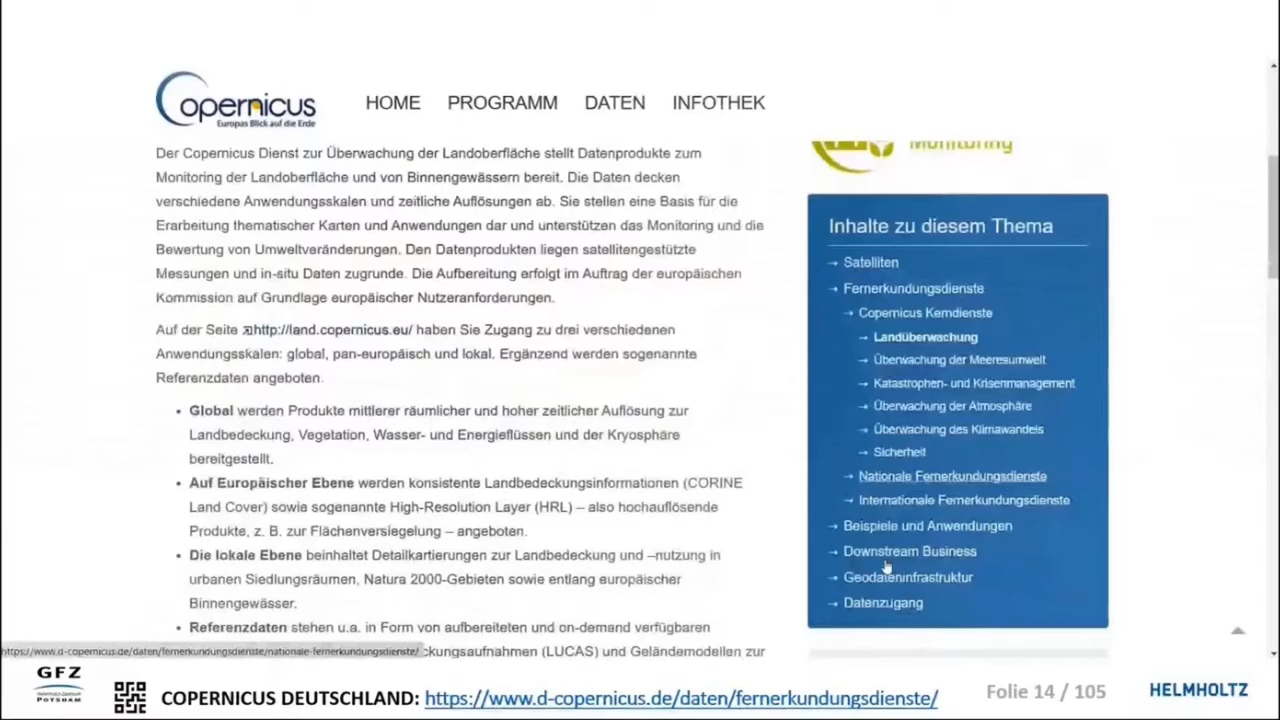 Copernicus
Europas Blick auf die Erde
HOME PROGRAMM DATEN INFOTHEK
Der Copernicus Dienst zur Überwachung der Landoberfläche stellt Datenprodukte zum
Monitoring der Landoberfläche und von Binnengewässern bereit. Die Daten decken
verschiedene Anwendungsskalen und zeitliche Auflösungen ab. Sie stellen eine Basis für die
Erarbeitung thematischer Karten und Anwendungen dar und unterstützen das Monitoring und die
Bewertung von Umweltveränderungen. Den Datenprodukten liegen satellitengestützte
Messungen und in-situ Daten zugrunde. Die Aufbereitung erfolgt im Auftrag der europäischen
Kommission auf Grundlage europäischer Nutzeranforderungen.
Auf der Seite http://land.copernicus.eu/ haben Sie Zugang zu drei verschiedenen
Anwendungsskalen: global, pan-europäisch und lokal. Ergänzend werden sogenannte
Referenzdaten angeboten.
• Global werden Produkte mittlerer räumlicher und hoher zeitlicher Auflösung zur
Landbedeckung, Vegetation, Wasser- und Energieflüssen und der Kryosphäre
bereitgestellt.
• Auf Europäischer Ebene werden konsistente Landbedeckungsinformationen (CORINE
Land Cover) sowie sogenannte High-Resolution Layer (HRL) – also hochauflösende
Produkte, z. B. zur Flächenversiegelung – angeboten.
• Die lokale Ebene beinhaltet Detailkartierungen zur Landbedeckung und –nutzung in
urbanen Siedlungsräumen, Natura 2000-Gebieten sowie entlang europäischer
Binnengewässer.
• Referenzdaten stehen u.a. in Form von aufbereiteten und on-demand verfügbaren
ckungsaufnahmen (LUCAS) und Geländemodellen zur
Monitoring
Inhalte zu diesem Thema
→ Satelliten
→ Fernerkundungsdienste
→ Copernicus Kerndienste
→ Landüberwachung
→ Überwachung der Meeresumwelt
→ Katastrophen- und Krisenmanagement
→ Überwachung der Atmosphäre
→ Überwachung des Klimawandels
→ Sicherheit
→ Nationale Fernerkundungsdienste
→ Internationale Fernerkundungsdienste
→ Beispiele und Anwendungen
→ Downstream Business
→ Geodateninfrastruktur
→ Datenzugang
https://www.d-copernicus.de/daten/fernerkundungsdienste/nationale-fernerkundungsdienste/
GFZ
Helmholtz-Zentrum
POTSDAM
COPERNICUS DEUTSCHLAND: https://www.d-copernicus.de/daten/fernerkundungsdienste/
Folie 14 / 105
HELMHOLTZ